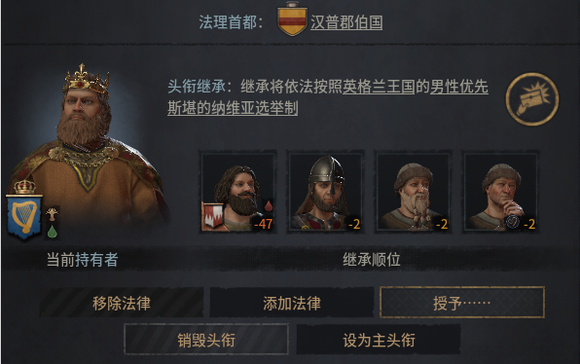 法理首都： 汉普郡伯国
头衔继承：继承将依法按照英格兰王国的男性优先
斯堪的纳维亚选举制
-47 -2 -2 -2
当前持有者 继承顺位
移除法律 添加法律 授予……
销毁头衔 设为主头衔